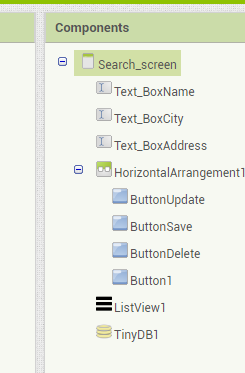 Components
Search_screen
Text_BoxName
Text_BoxCity
Text_BoxAddress
HorizontalArrangement1
ButtonUpdate
ButtonSave
ButtonDelete
Button1
ListView1
TinyDB1